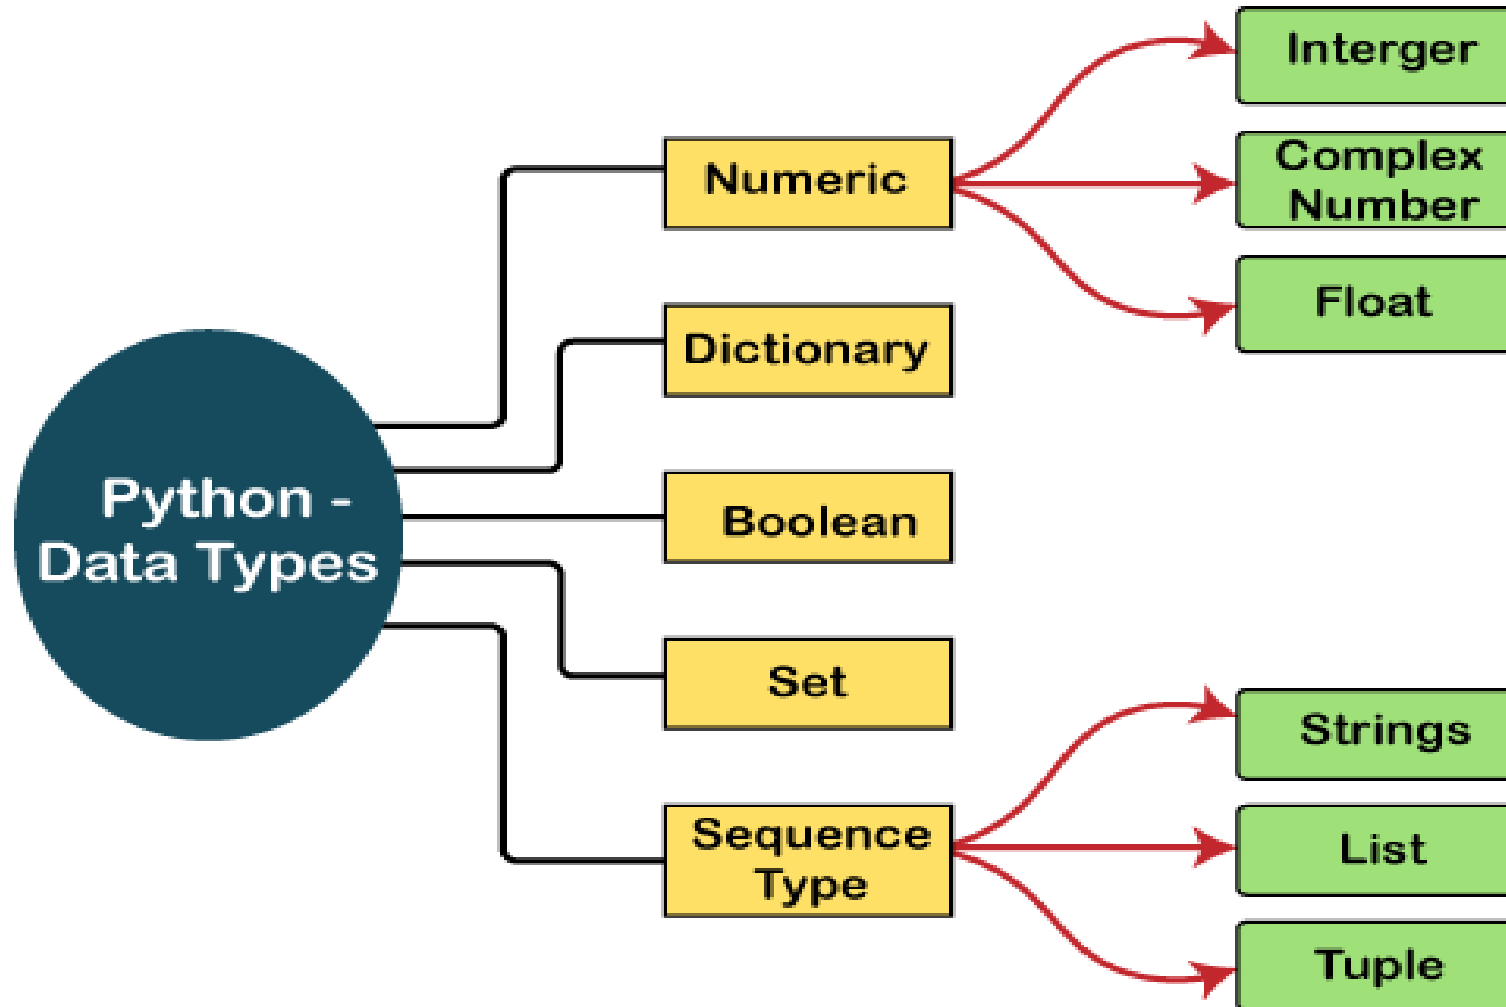 Python -
Data Types
Numeric
Interger
Complex
Number
Float
Dictionary
Boolean
Set
Sequence
Type
Strings
List
Tuple